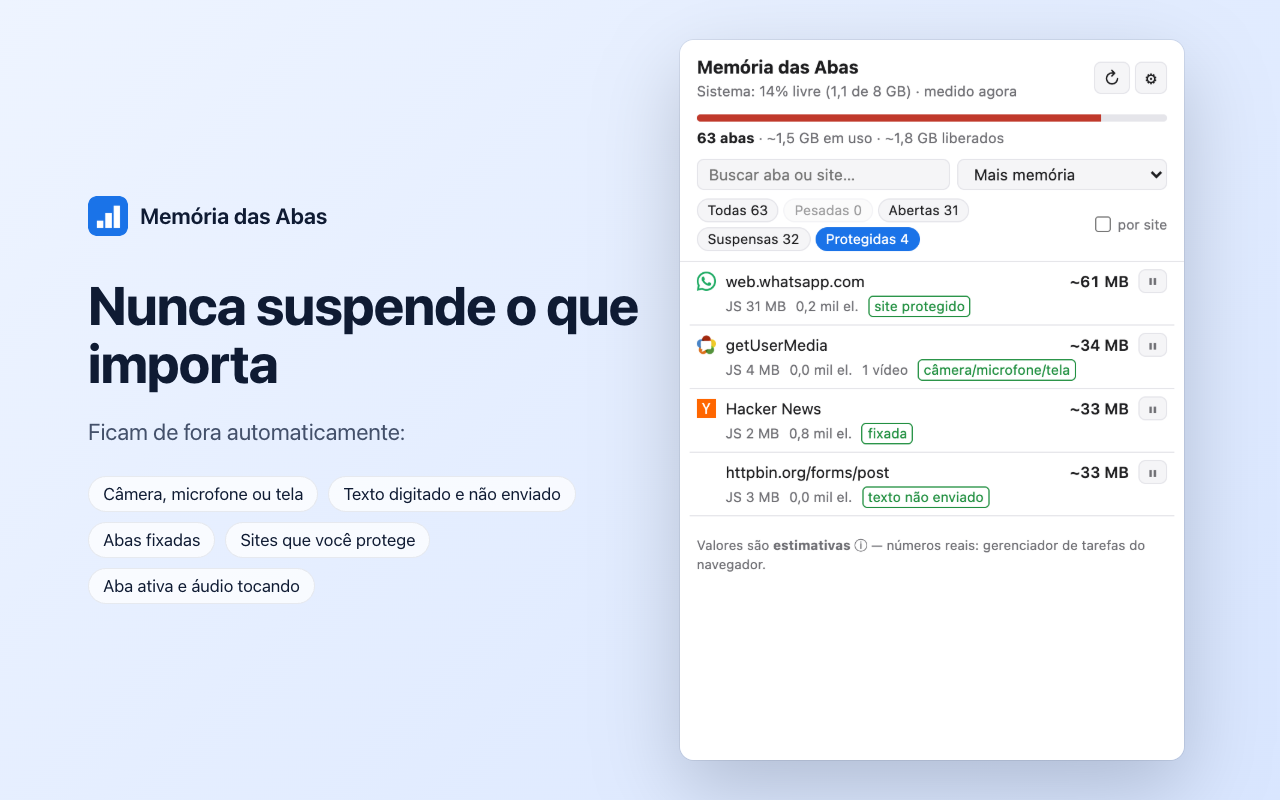 Memória das Abas
Nunca suspende o que
importa
Ficam de fora automaticamente:
Câmera, microfone ou tela
Texto digitado e não enviado
Abas fixadas
Sites que você protege
Aba ativa e áudio tocando
Memória das Abas
Sistema: 14% livre (1,1 de 8 GB) · medido agora
63 abas · ~1,5 GB em uso · ~1,8 GB liberados
Buscar aba ou site...
Mais memória
Todas 63
Pesadas 0
Abertas 31
Suspensas 32
Protegidas 4
por site
web.whatsapp.com ~61 MB
JS 31 MB 0,2 mil el. site protegido
getUserMedia ~34 MB
JS 4 MB 0,0 mil el. 1 vídeo câmera/microfone/tela
Hacker News ~33 MB
JS 2 MB 0,8 mil el. fixada
httpbin.org/forms/post ~33 MB
JS 3 MB 0,0 mil el. texto não enviado
Valores são estimativas ⓘ — números reais: gerenciador de tarefas do
navegador.